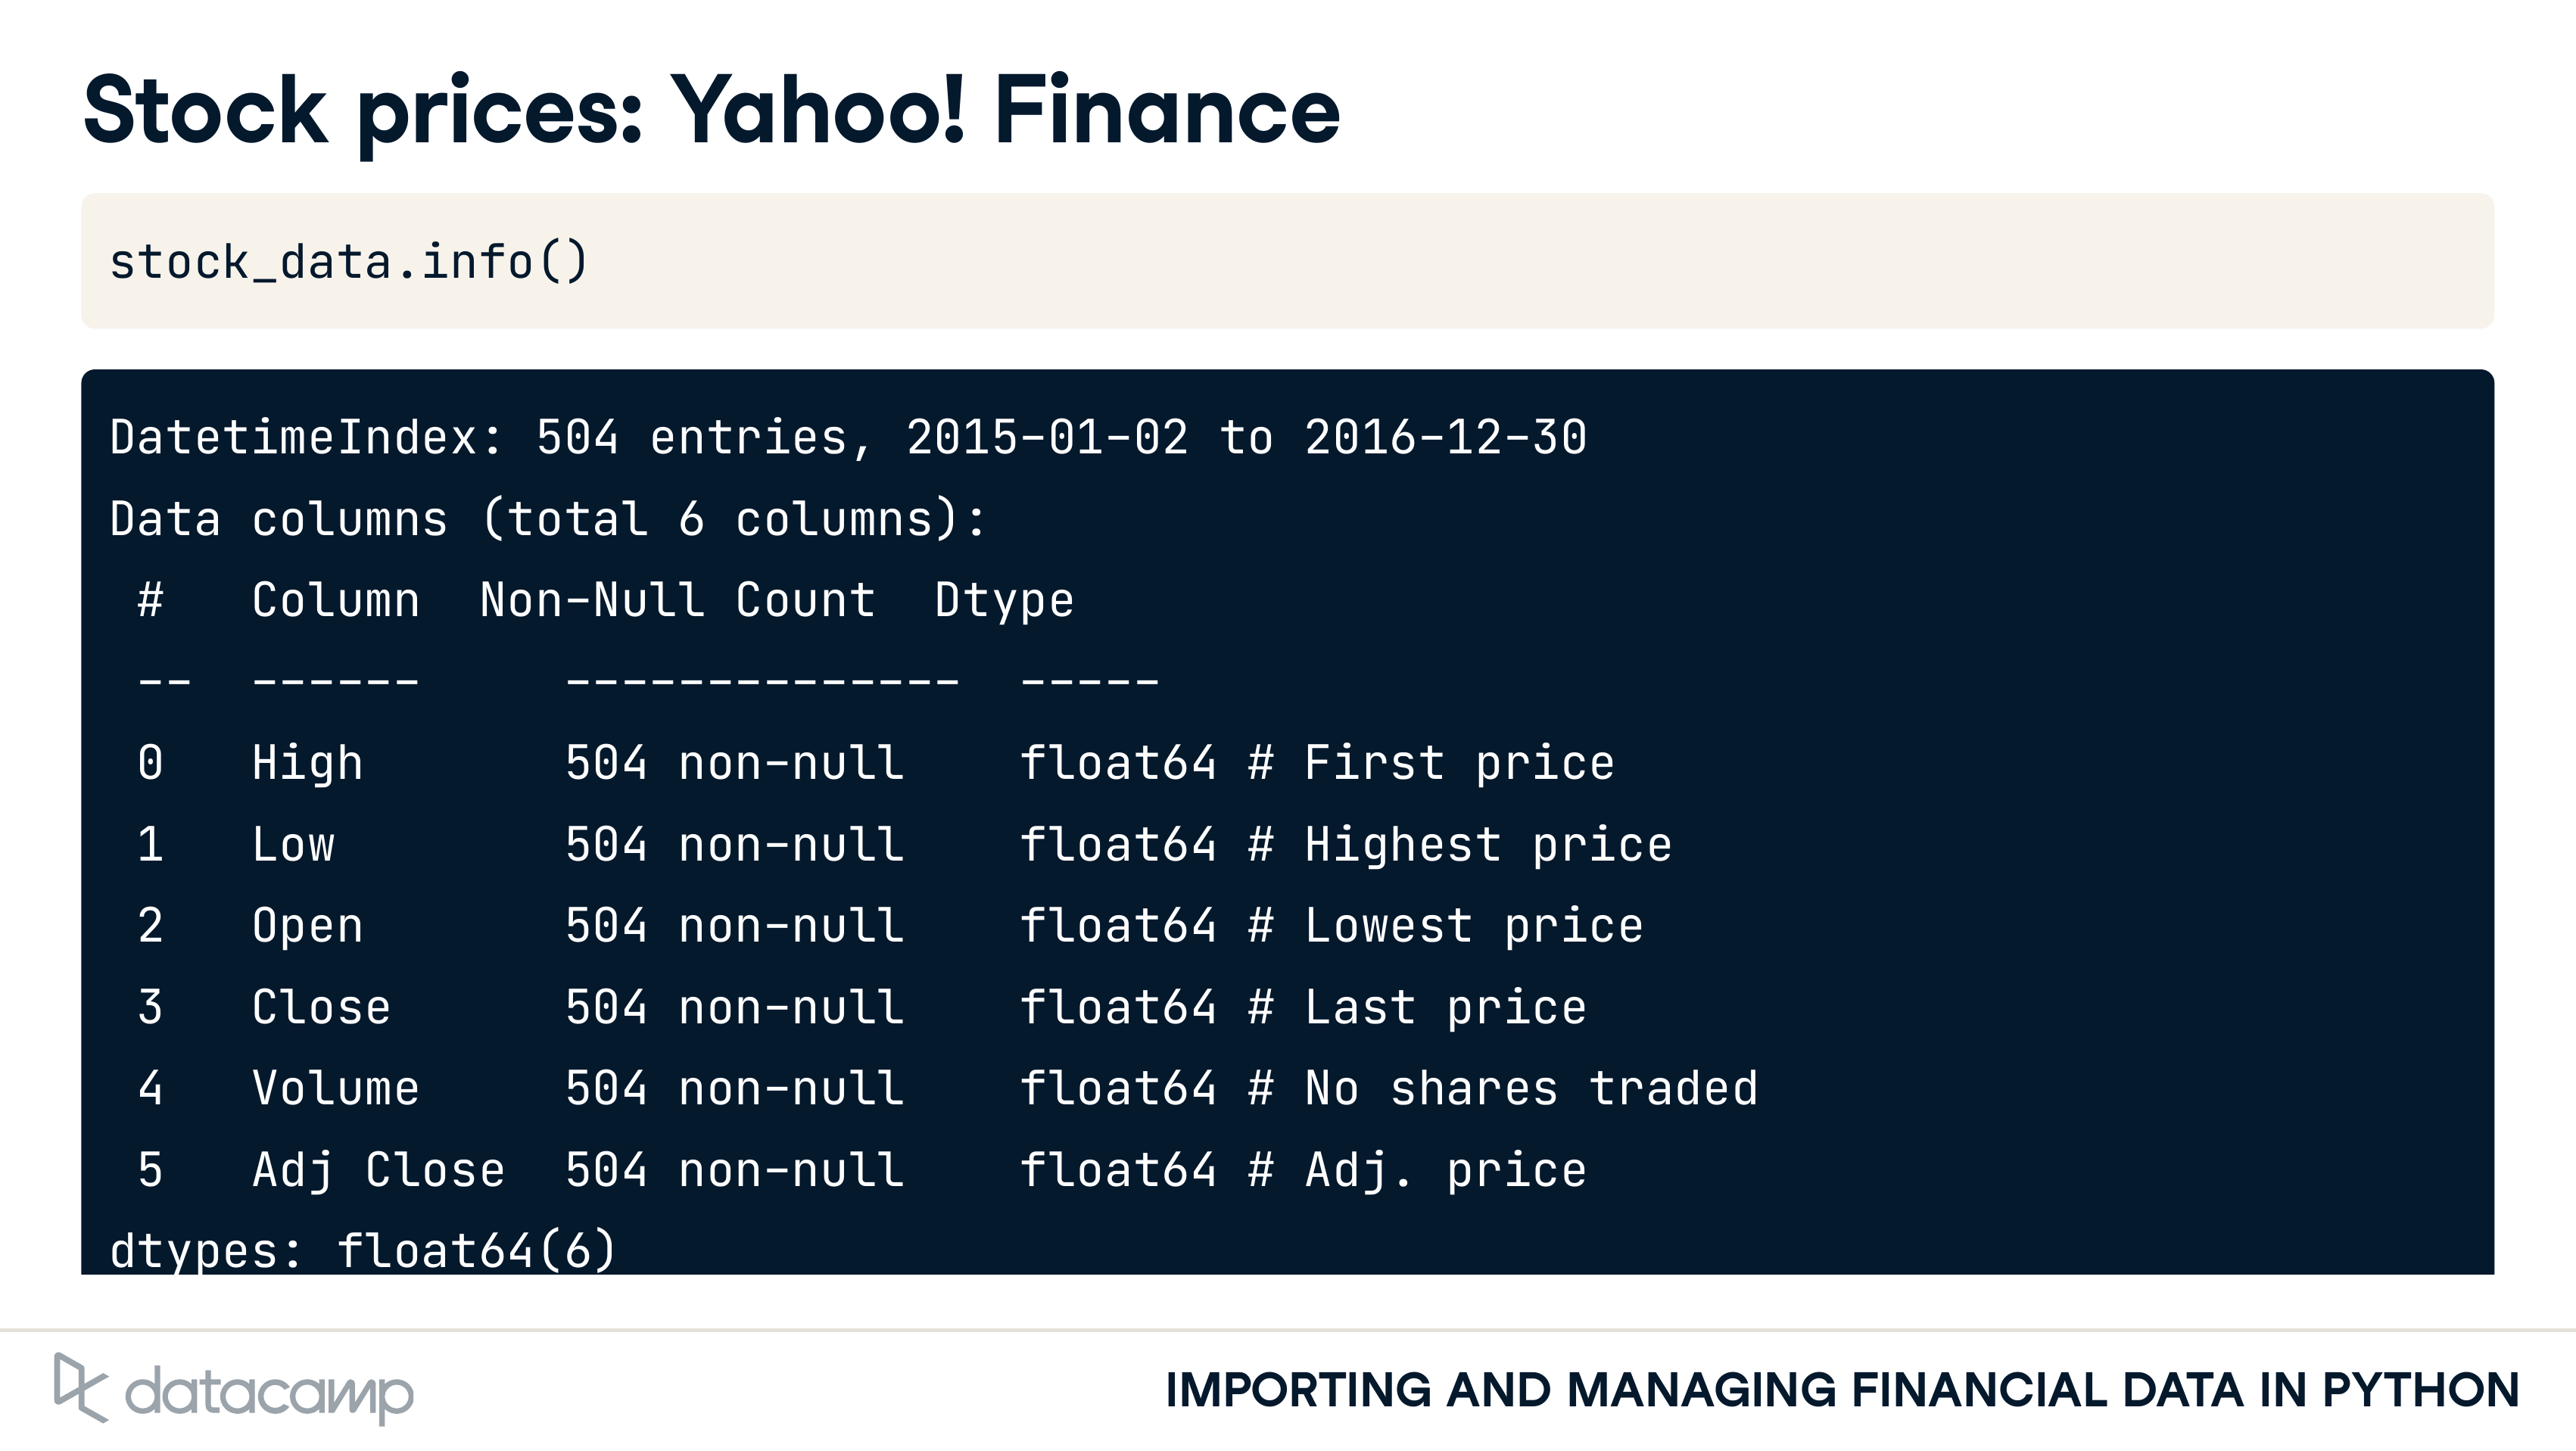 Stock prices: Yahoo! Finance
stock_data.info()
DatetimeIndex: 504 entries, 2015-01-02 to 2016-12-30
Data columns (total 6 columns):
 #   Column  Non-Null Count  Dtype
 --  ------     --------------  -----
 0   High       504 non-null    float64 # First price
 1   Low        504 non-null    float64 # Highest price
 2   Open       504 non-null    float64 # Lowest price
 3   Close      504 non-null    float64 # Last price
 4   Volume     504 non-null    float64 # No shares traded
 5   Adj Close  504 non-null    float64 # Adj. price
dtypes: float64(6)
datacamp
IMPORTING AND MANAGING FINANCIAL DATA IN PYTHON